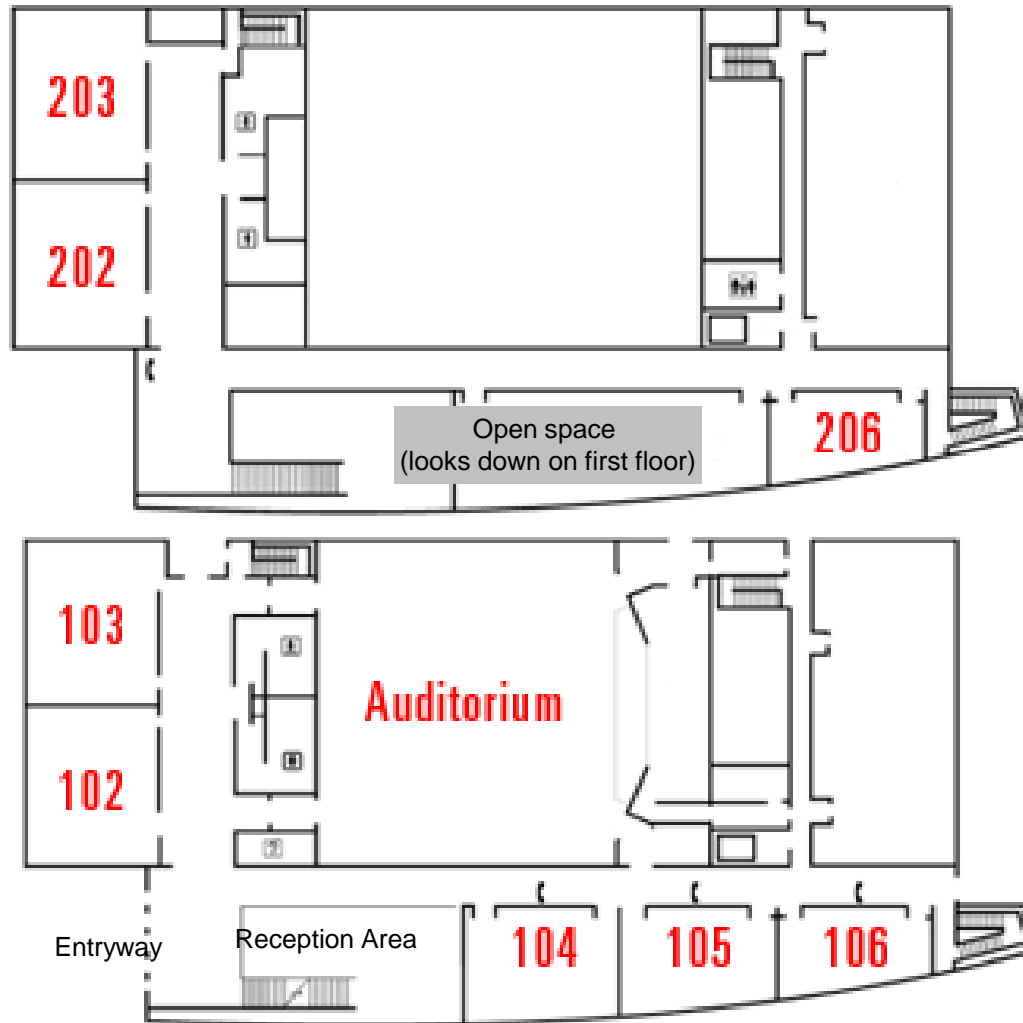 203
202
Open space
(looks down on first floor)
206
103
Auditorium
102
Entryway
Reception Area
104
105
106